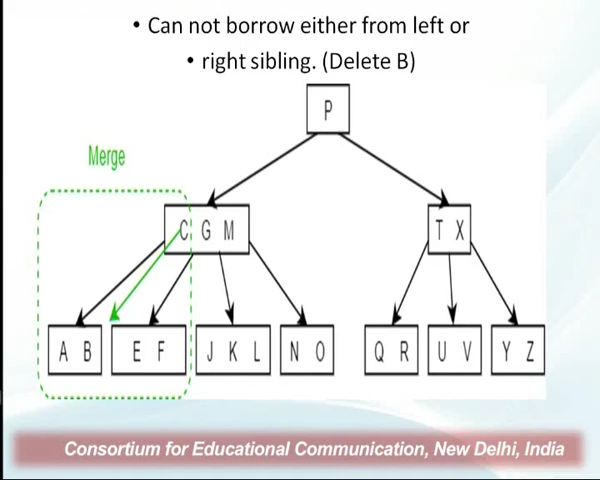 • Can not borrow either from left or
• right sibling. (Delete B)
P
Merge
C G M
T X
A B
E F
J K L
N O
Q R
U V
Y Z
Consortium for Educational Communication, New Delhi, India